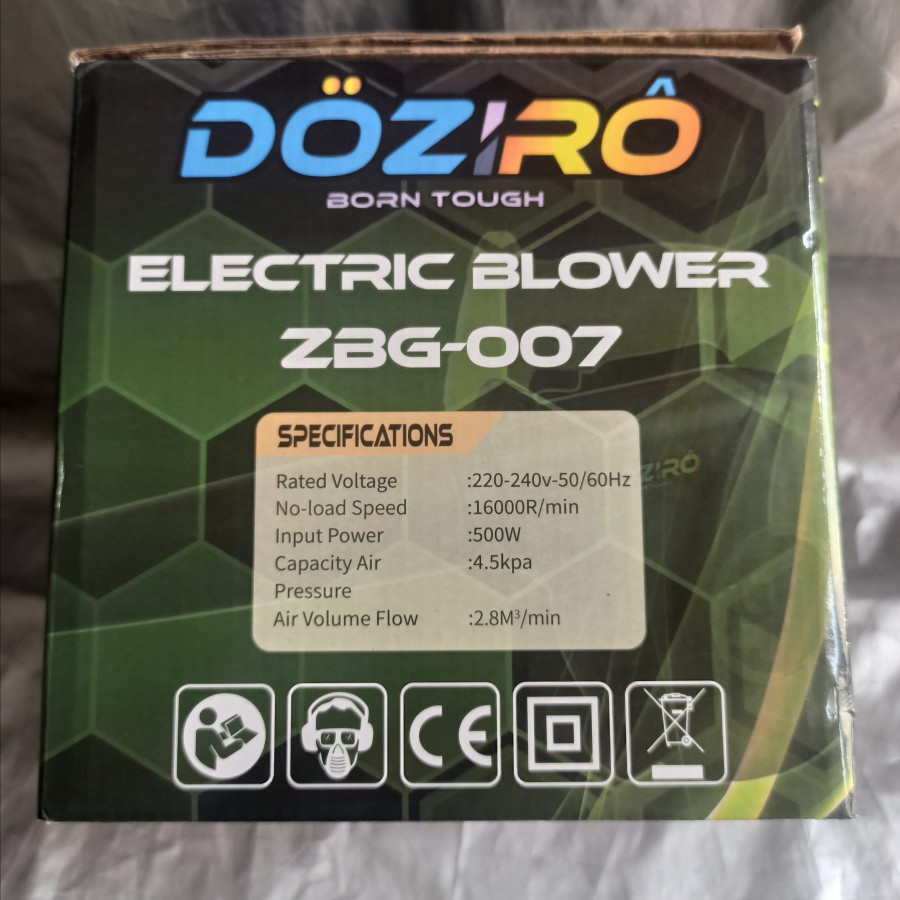 DÖZIRÔ
BORN TOUGH
ELECTRIC BLOWER
ZBG-007
SPECIFICATIONS
Rated Voltage :220-240v-50/60Hz
No-load Speed :16000R/min
Input Power :500W
Capacity Air :4.5kpa
Pressure
Air Volume Flow :2.8M³/min
ZIRÔ
CE